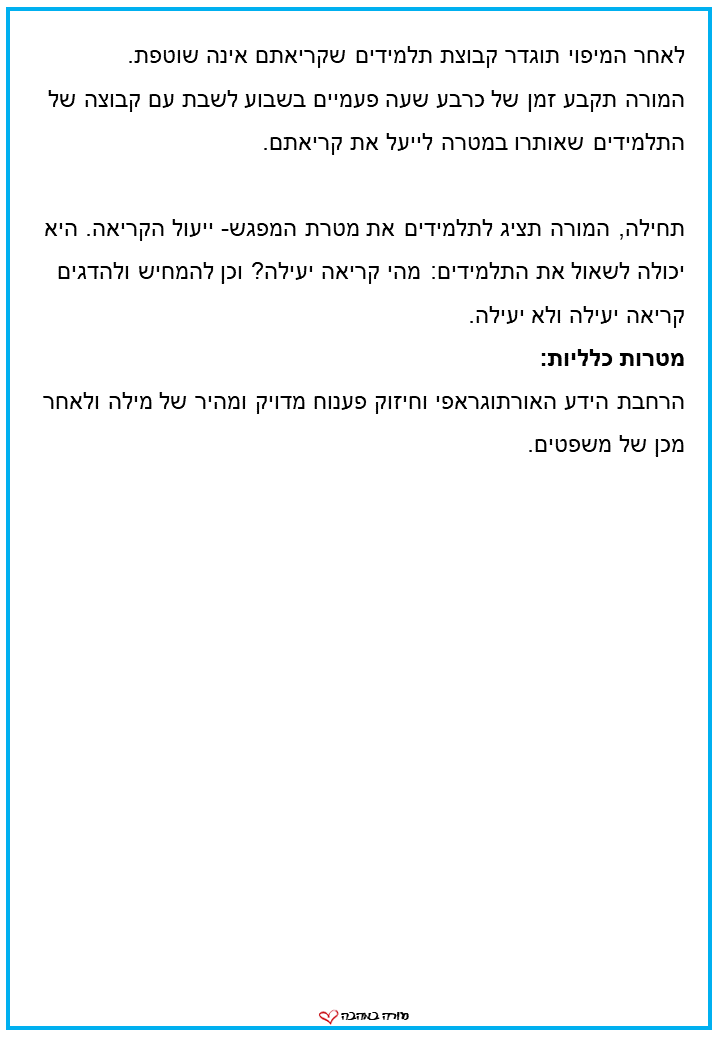 לאחר המיפוי תוגדר קבוצת תלמידים שקריאתם אינה שוטפת.
המורה תקבע זמן של כרבע שעה פעמיים בשבוע לשבת עם קבוצה של
התלמידים שאותרו במטרה לייעל את קריאתם.
תחילה, המורה תציג לתלמידים את מטרת המפגש- ייעול הקריאה. היא
יכולה לשאול את התלמידים: מהי קריאה יעילה? וכן להמחיש ולהדגים
קריאה יעילה ולא יעילה.
מטרות כלליות:
הרחבת הידע האורתוגראפי וחיזוק פענוח מדויק ומהיר של מילה ולאחר
מכן של משפטים.
מורה באהבה